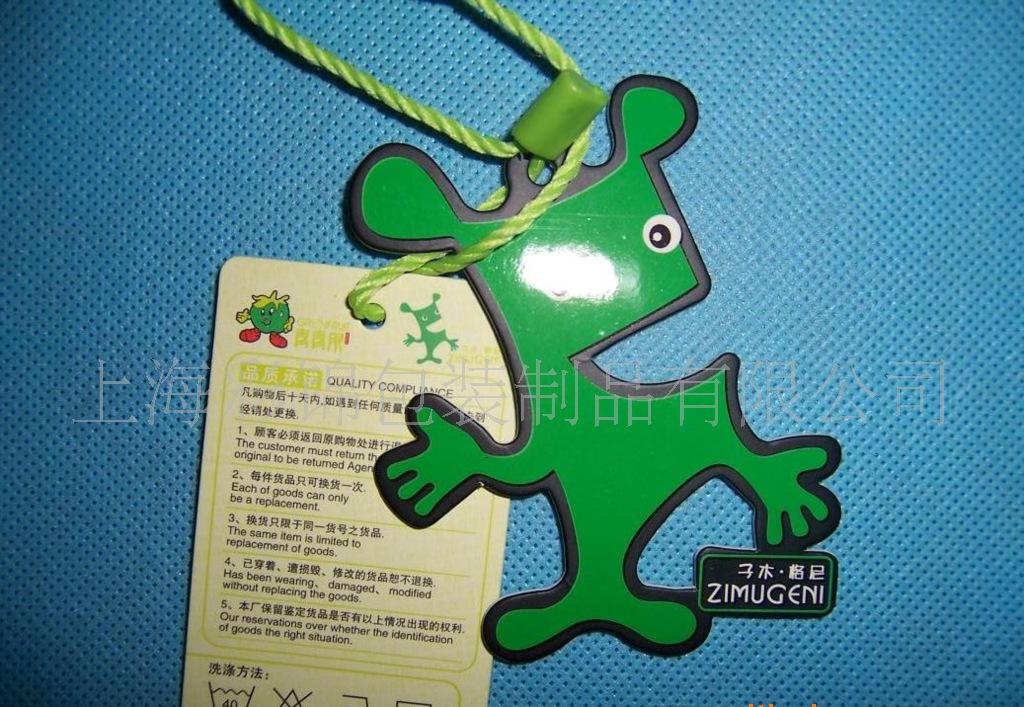 品质承诺 QUALITY COMPLIANCE
凡购物后十天内,如遇到任何质量
经销处更换.
1、顾客必须返回原购物处进行
The customer must return th
original to be returned Agen
2、每件货品只可换货一次.
Each of goods can only
be a replacement.
3、换货只限于同一货号之货品.
The same item is limited to
replacement of goods.
4、已穿着、遭损毁、修改的货品恕不退换.
Has been wearing、damaged、modified
without replacing the goods.
5、本厂保留鉴定货品是否有以上情况出现的权利.
Our reservations over whether the identification
of goods the right situation.
洗涤方法:
40
子木·格尼
ZIMUGENI
上海 包装制品有限公司